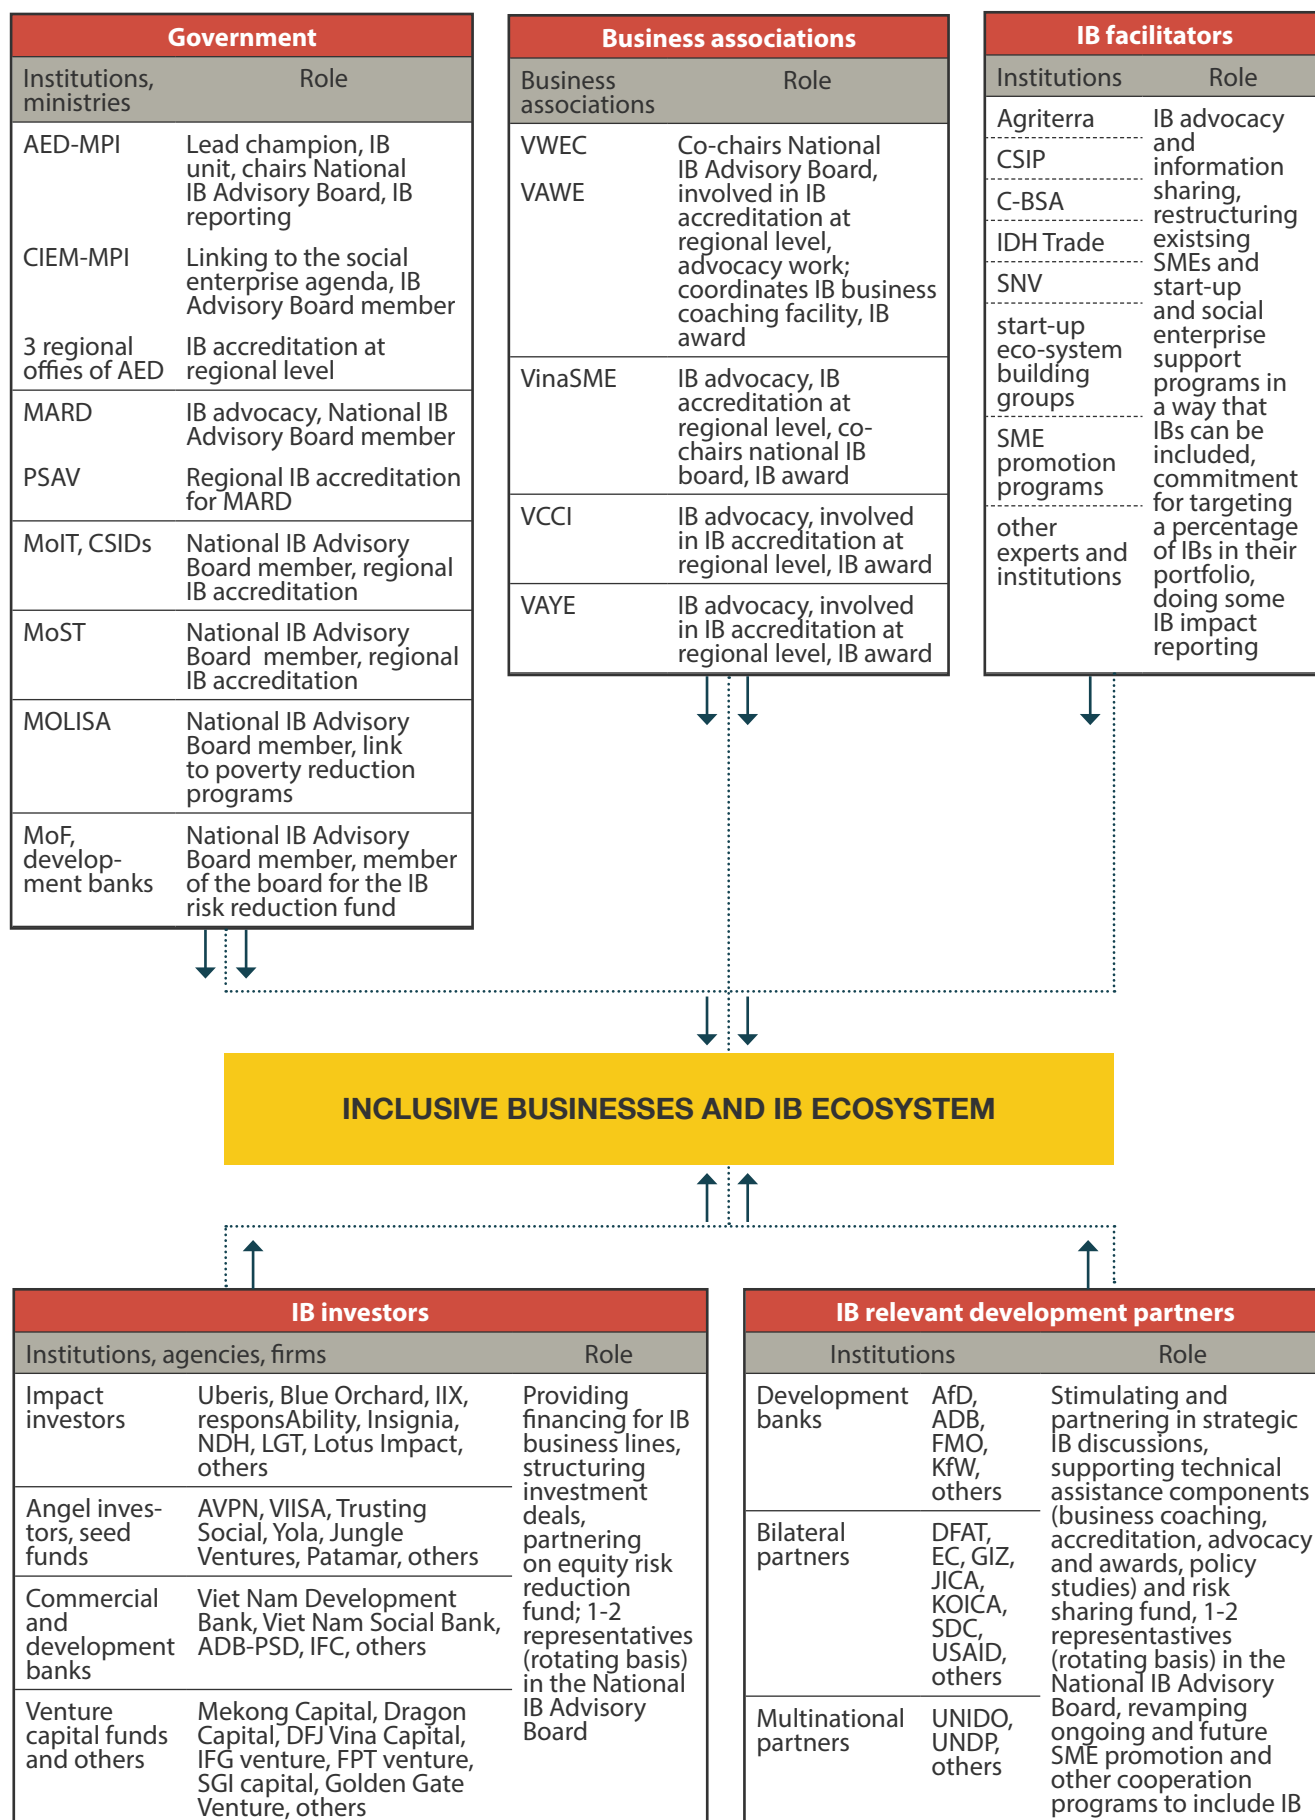 Government
Institutions,
ministries
Role
AED-MPI
Lead champion, IB
unit, chairs National
IB Advisory Board, IB
reporting
CIEM-MPI
Linking to the social
enterprise agenda, IB
Advisory Board member
3 regional
offies of AED
IB accreditation at
regional level
MARD
IB advocacy, National IB
Advisory Board member
PSAV
Regional IB accreditation
for MARD
MoIT, CSIDs
National IB Advisory
Board member, regional
IB accreditation
MoST
National IB Advisory
Board member, regional
IB accreditation
MOLISA
National IB Advisory
Board member, link
to poverty reduction
programs
MoF,
develop-
ment banks
National IB Advisory
Board member, member
of the board for the IB
risk reduction fund
Business associations
Business
associations
Role
VWEC
VAWE
Co-chairs National
IB Advisory Board,
involved in IB
accreditation at
regional level,
advocacy work;
coordinates IB business
coaching facility, IB
award
VinaSME
IB advocacy, IB
accreditation at
regional level, co-
chairs national IB
board, IB award
VCCI
IB advocacy, involved
in IB accreditation at
regional level, IB award
VAYE
IB advocacy, involved
in IB accreditation at
regional level, IB award
IB facilitators
Institutions
Role
Agriterra
CSIP
C-BSA
IDH Trade
SNV
start-up
eco-system
building
groups
SME
promotion
programs
other
experts and
institutions
IB advocacy
and
information
sharing,
restructuring
existsing
SMEs and
start-up
and social
enterprise
support
programs in
a way that
IBs can be
included,
commitment
for targeting
a percentage
of IBs in their
portfolio,
doing some
IB impact
reporting
INCLUSIVE BUSINESSES AND IB ECOSYSTEM
IB investors
Institutions, agencies, firms
Role
Impact
investors
Uberis, Blue Orchard, IIX,
responsAbility, Insignia,
NDH, LGT, Lotus Impact,
others
Angel inves-
tors, seed
funds
AVPN, VIISA, Trusting
Social, Yola, Jungle
Ventures, Patamar, others
Commercial
and
development
banks
Viet Nam Development
Bank, Viet Nam Social Bank,
ADB-PSD, IFC, others
Venture
capital funds
and others
Mekong Capital, Dragon
Capital, DFJ Vina Capital,
IFG venture, FPT venture,
SGI capital, Golden Gate
Venture, others
Providing
financing for IB
business lines,
structuring
investment
deals,
partnering
on equity risk
reduction
fund; 1-2
representatives
(rotating basis)
in the National
IB Advisory
Board
IB relevant development partners
Institutions
Role
Development
banks
AfD,
ADB,
FMO,
KfW,
others
Bilateral
partners
DFAT,
EC, GIZ,
JICA,
KOICA,
SDC,
USAID,
others
Multinational
partners
UNIDO,
UNDP,
others
Stimulating and
partnering in strategic
IB discussions,
supporting technical
assistance components
(business coaching,
accreditation, advocacy
and awards, policy
studies) and risk
sharing fund, 1-2
representastives
(rotating basis) in the
National IB Advisory
Board, revamping
ongoing and future
SME promotion and
other cooperation
programs to include IB